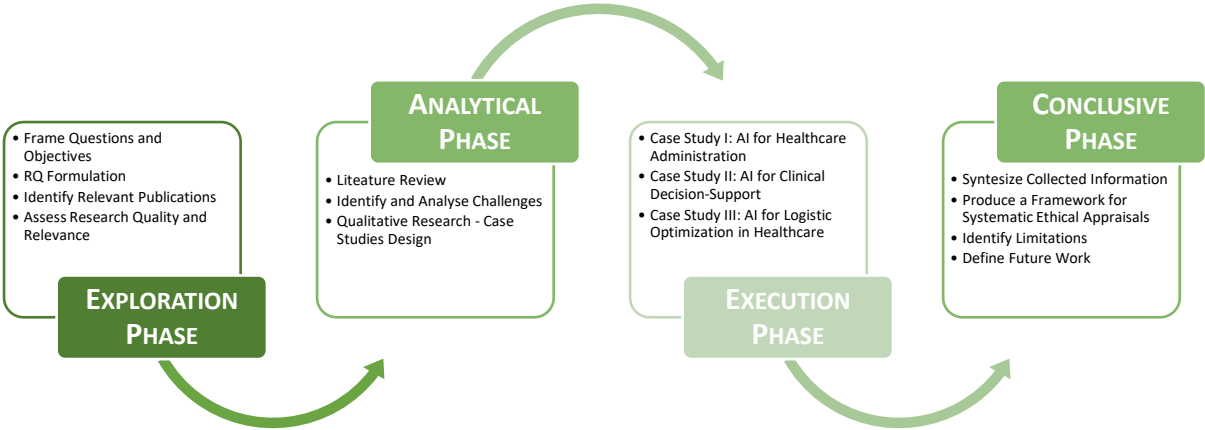 • Frame Questions and
Objectives
• RQ Formulation
• Identify Relevant Publications
• Assess Research Quality and
Relevance
EXPLORATION
PHASE
ANALYTICAL
PHASE
• Liteature Review
• Identify and Analyse Challenges
• Qualitative Research - Case
Studies Design
• Case Study I: AI for Healthcare
Administration
• Case Study II: AI for Clinical
Decision-Support
• Case Study III: AI for Logistic
Optimization in Healthcare
EXECUTION
PHASE
CONCLUSIVE
PHASE
• Syntesize Collected Information
• Produce a Framework for
Systematic Ethical Appraisals
• Identify Limitations
• Define Future Work